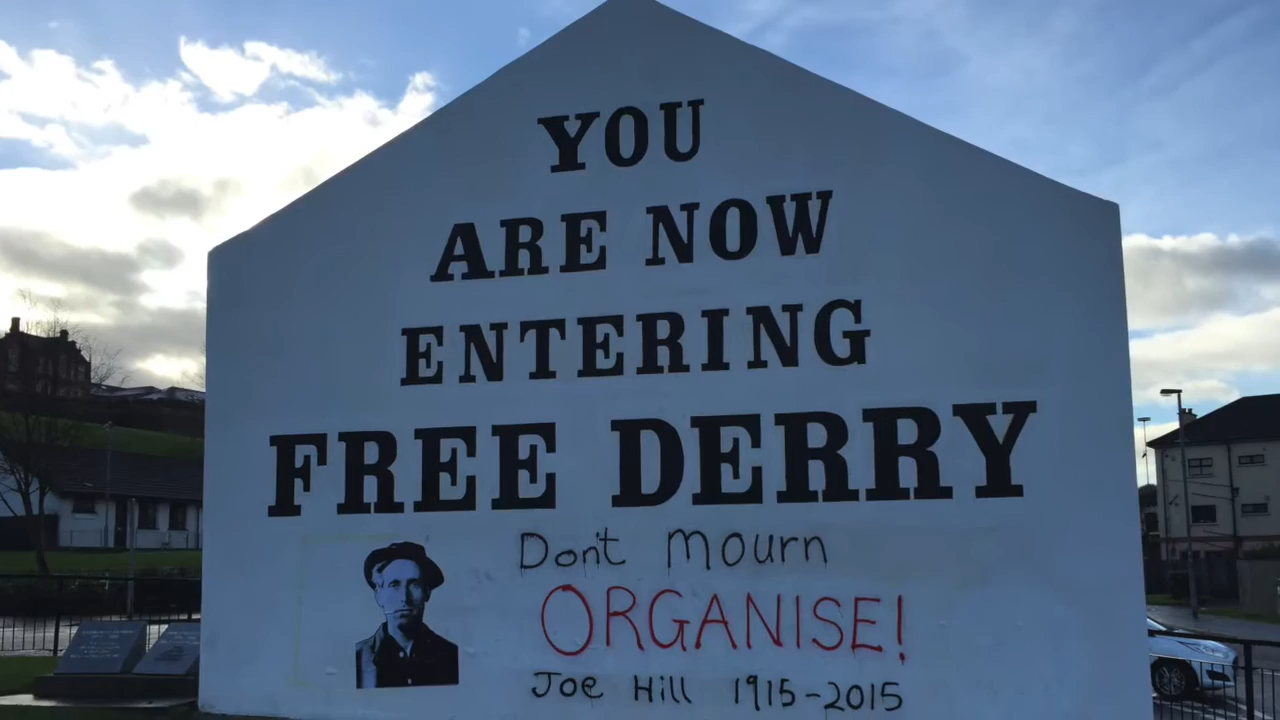 YOU
ARE NOW
ENTERING
FREE DERRY
Don't Mourn
ORGANISE!
Joe Hill 1915-2015